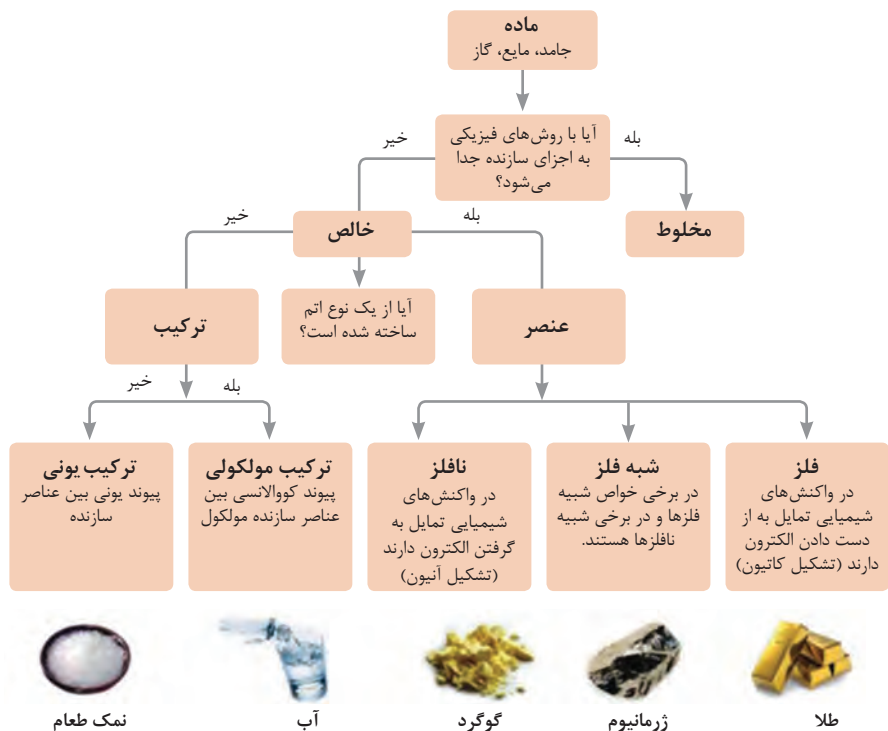 ماده
جامد، مایع، گاز
آیا با روش‌های فیزیکی
به اجزای سازنده جدا
می‌شود؟
بله
خیر
مخلوط
خالص
بله
خیر
آیا از یک نوع اتم
ساخته شده است؟
عنصر
ترکیب
بله
خیر
فلز
در واکنش‌های
شیمیایی تمایل به از
دست دادن الکترون
دارند (تشکیل کاتیون)
شبه فلز
در برخی خواص شبیه
فلزها و در برخی شبیه
نافلزها هستند.
نافلز
در واکنش‌های
شیمیایی تمایل به
گرفتن الکترون دارند
(تشکیل آنیون)
ترکیب مولکولی
پیوند کووالانسی بین
عناصر سازنده مولکول
ترکیب یونی
پیوند یونی بین عناصر
سازنده
طلا
ژرمانیوم
گوگرد
آب
نمک طعام